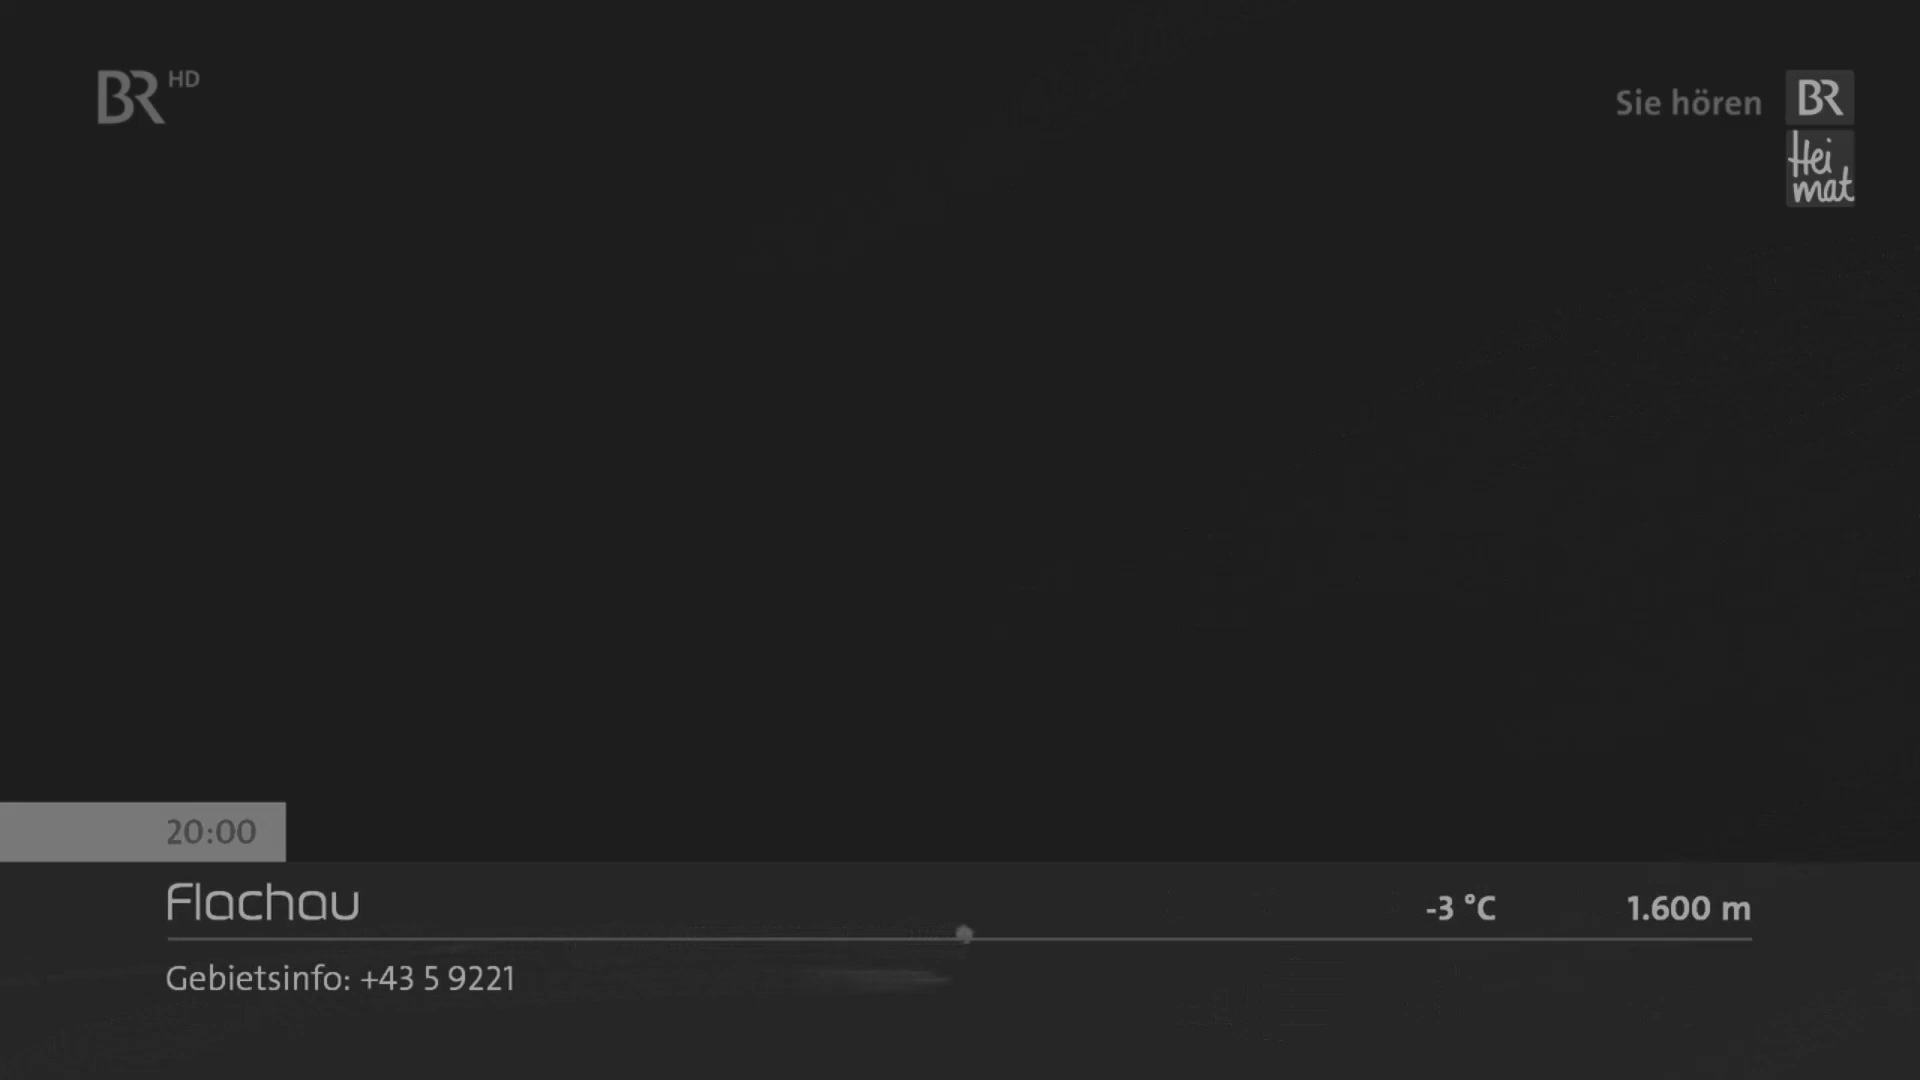 BR HD
Sie hören BR
Hei
mat
20:00
Flachau -3 °C 1.600 m
Gebietsinfo: +43 5 9221